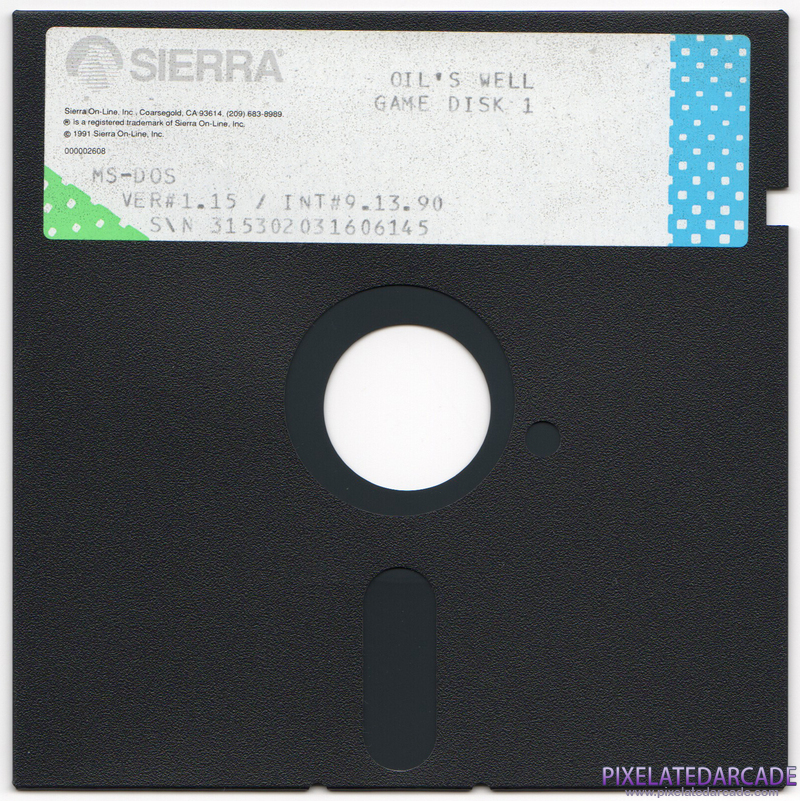 SIERRA®
OIL'S WELL
GAME DISK 1
Sierra On-Line, Inc., Coarsegold, CA 93614, (209) 683-8989.
® is a registered trademark of Sierra On-Line, Inc.
© 1991 Sierra On-Line, Inc.
000002608
MS-DOS
VER#1.15 / INT#9.13.90
S\N 315302031606145
PIXELATEDARCADE
www.pixelatedarcade.com